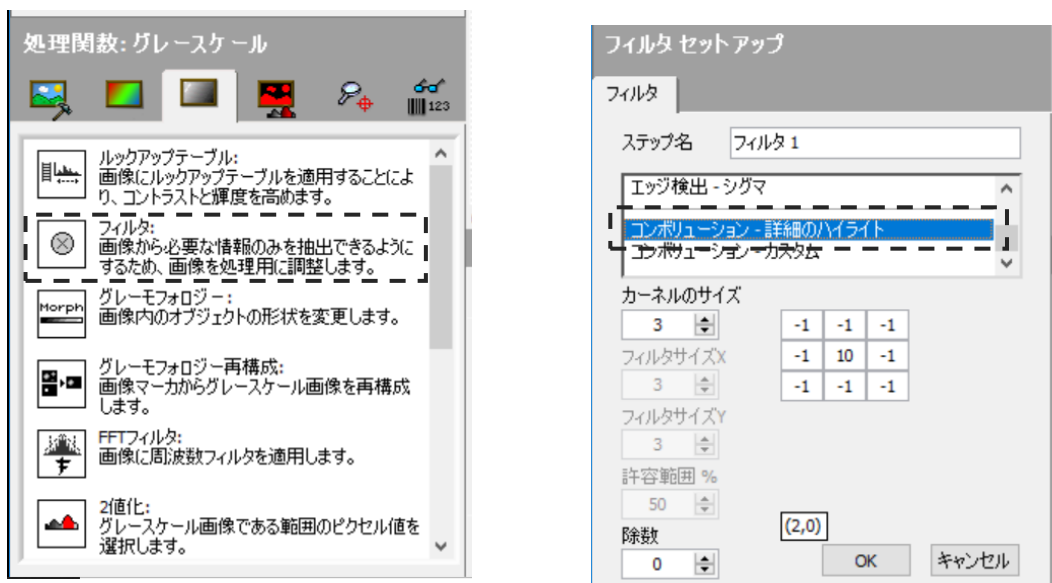 処理関数: グレースケール
123
ルックアップテーブル:
画像にルックアップテーブルを適用することによ
り、コントラストと輝度を高めます。
フィルタ:
画像から必要な情報のみを抽出できるように
するため、画像を処理用に調整します。
Morph
グレーモフォロジー:
画像内のオブジェクトの形状を変更します。
グレーモフォロジー再構成:
画像マーカからグレースケール画像を再構成
します。
FFTフィルタ:
画像に周波数フィルタを適用します。
2値化:
グレースケール画像である範囲のピクセル値を
選択します。
フィルタ セットアップ
フィルタ
ステップ名 フィルタ 1
エッジ検出 - シグマ
コンボリューション - 詳細のハイライト
コンボリューション - カスタム
カーネルのサイズ
3 -1 -1 -1
フィルタサイズX -1 10 -1
3 -1 -1 -1
フィルタサイズY
3
許容範囲 %
50
除数 (2,0)
0 OK キャンセル